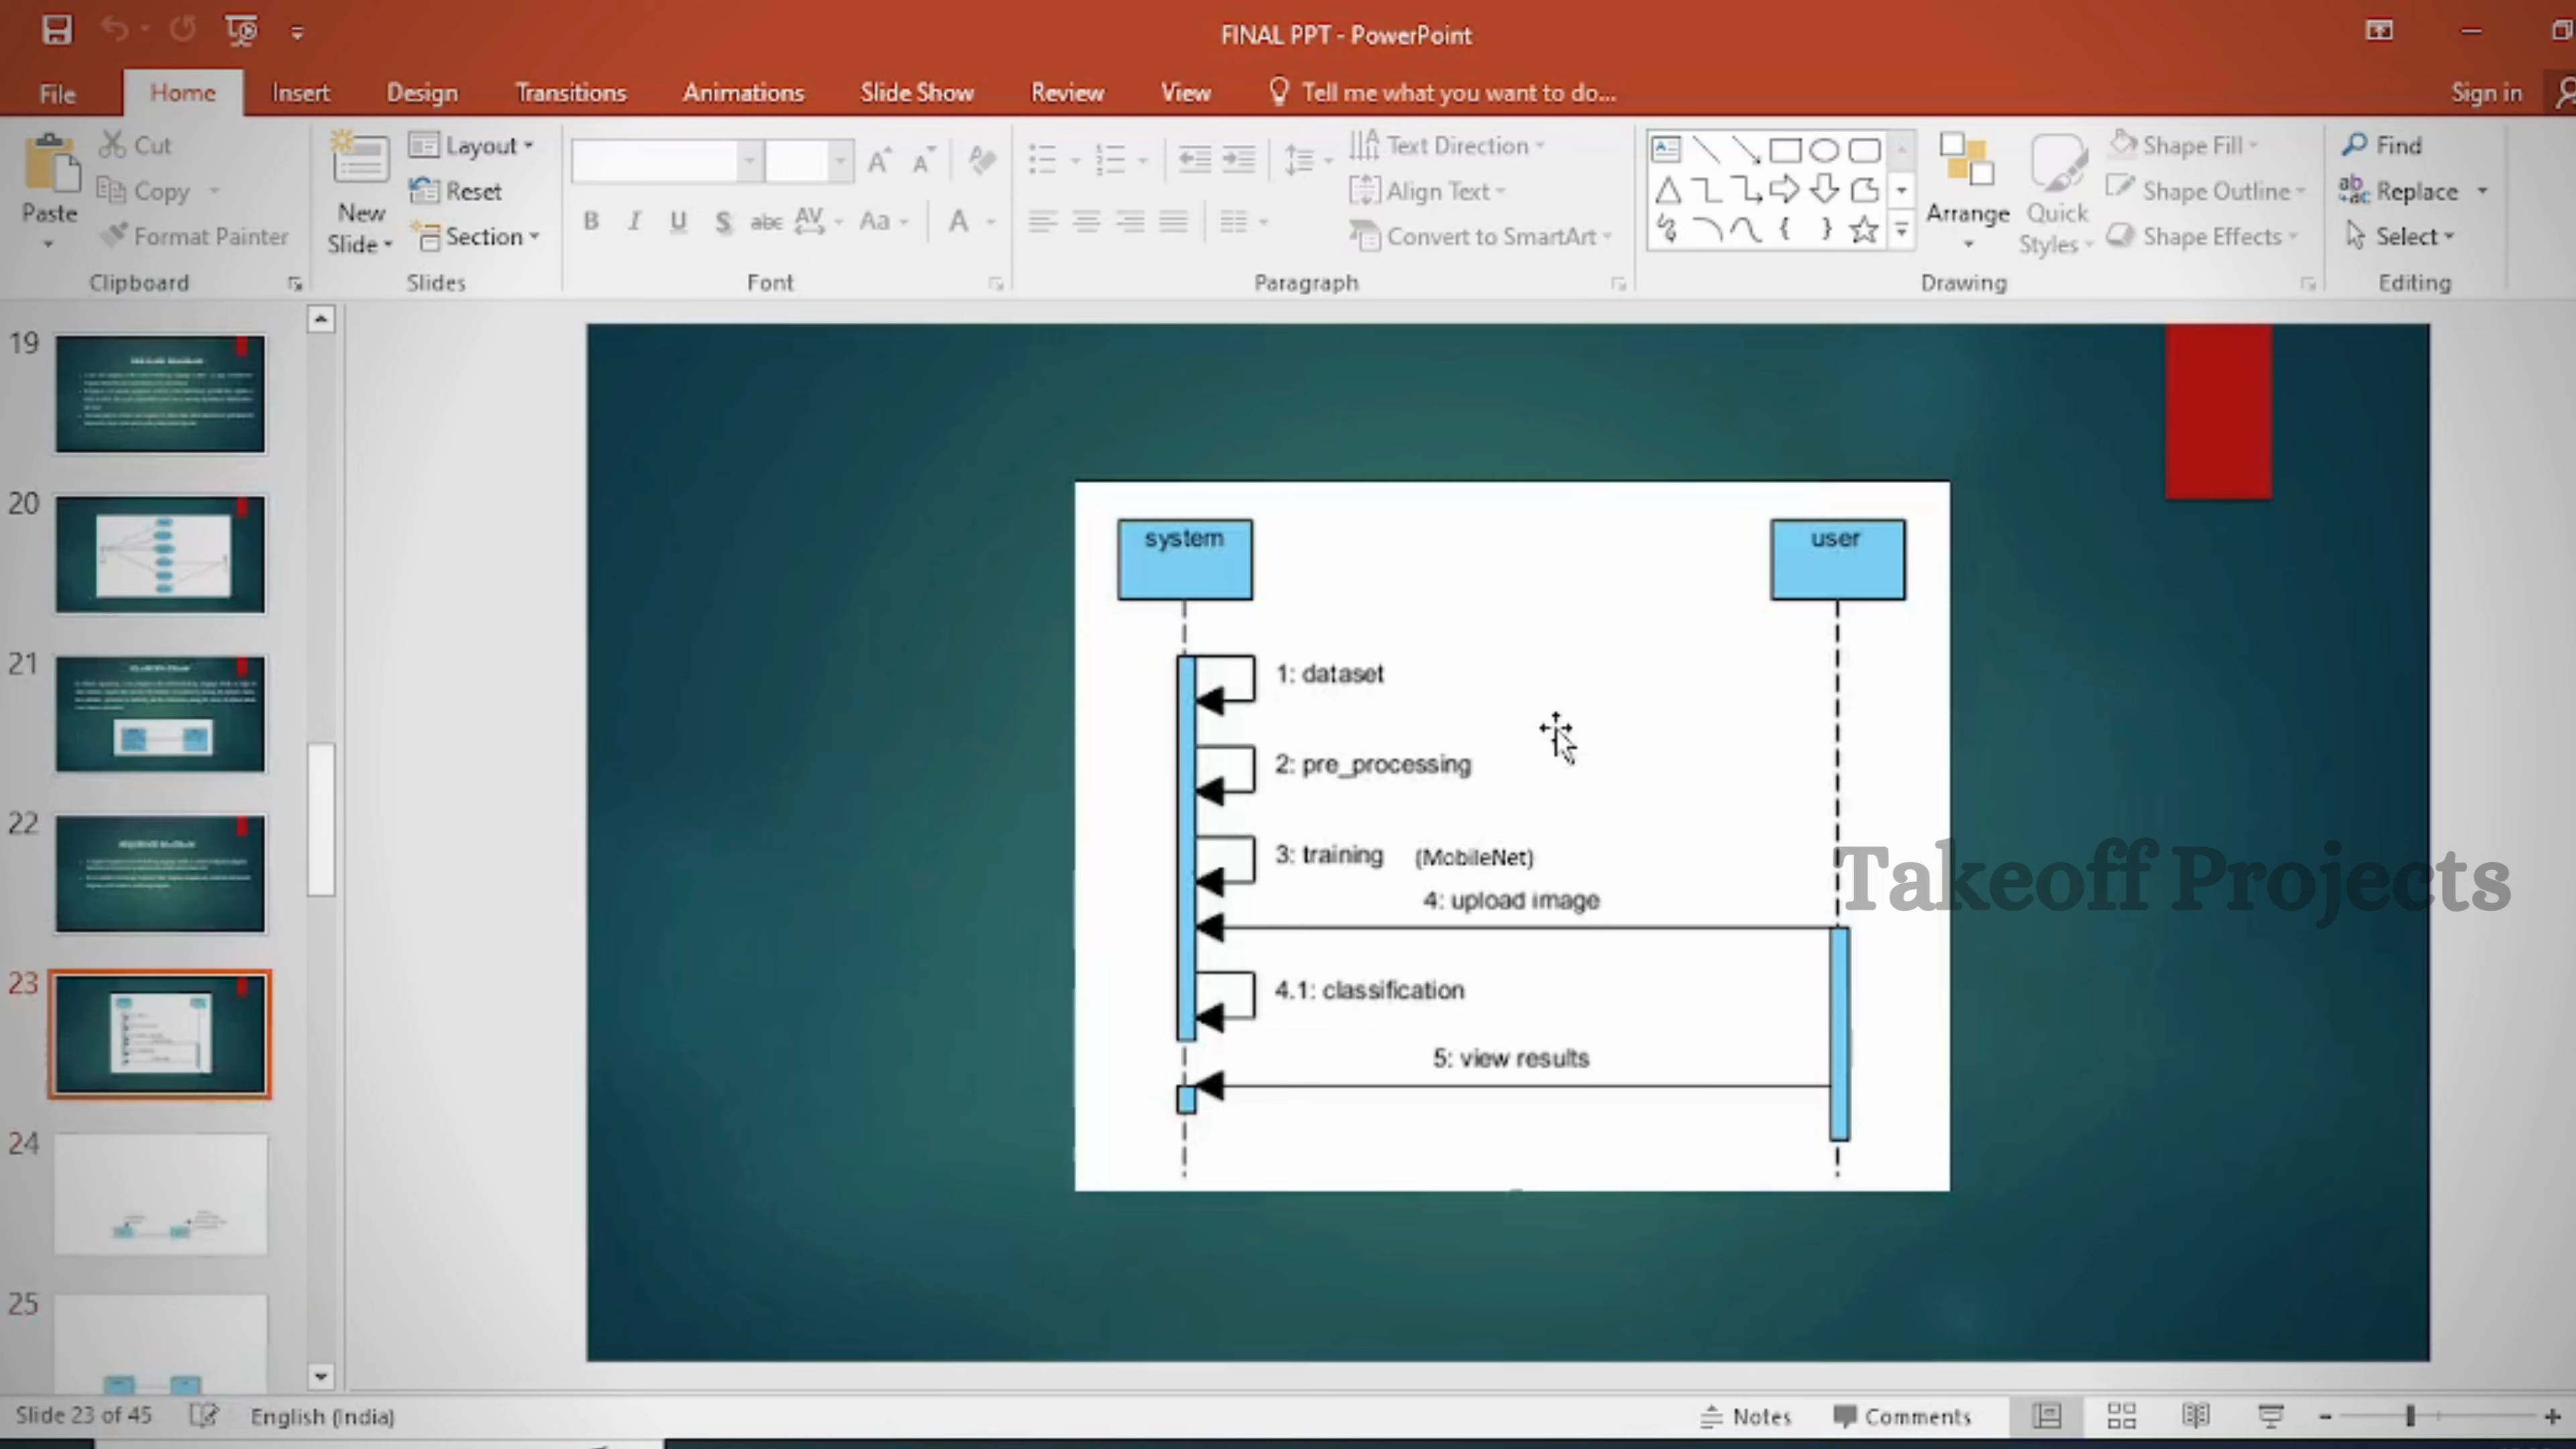 FINAL PPT - PowerPoint
File Home Insert Design Transitions Animations Slide Show Review View Tell me what you want to do... Sign in
Paste
Cut
Copy
Format Painter
Clipboard
New Slide
Layout
Reset
Section
Slides
B I U S abc AV Aa A
Font
Text Direction
Align Text
Convert to SmartArt
Paragraph
Arrange
Quick Styles
Shape Fill
Shape Outline
Shape Effects
Drawing
Find
Replace
Select
Editing
19
20
21
22
23
24
25
system
user
1: dataset
2: pre_processing
3: training (MobileNet)
4: upload image
4.1: classification
5: view results
Takeoff Projects
Slide 23 of 45 English (India) Notes Comments